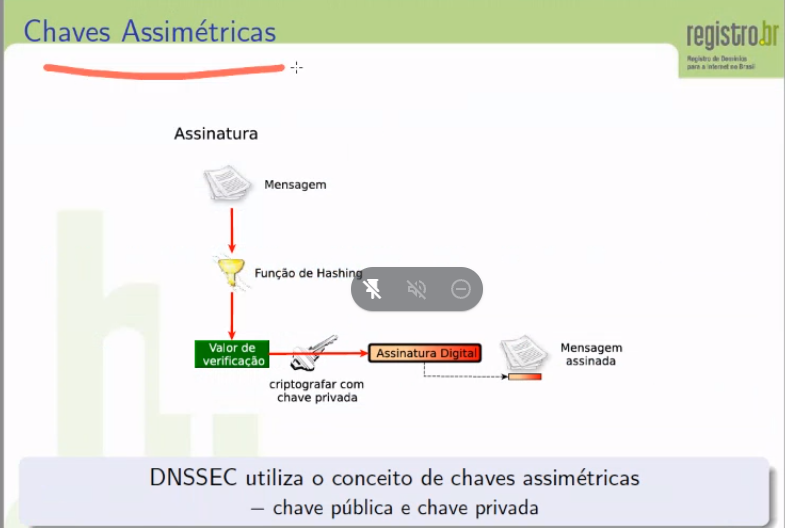 Chaves Assimétricas
registro.br
Registro de Domínios
para a Internet no Brasil
Assinatura
Mensagem
Função de Hashing
Valor de
verificação
criptografar com
chave privada
Assinatura Digital
Mensagem
assinada
DNSSEC utiliza o conceito de chaves assimétricas
– chave pública e chave privada